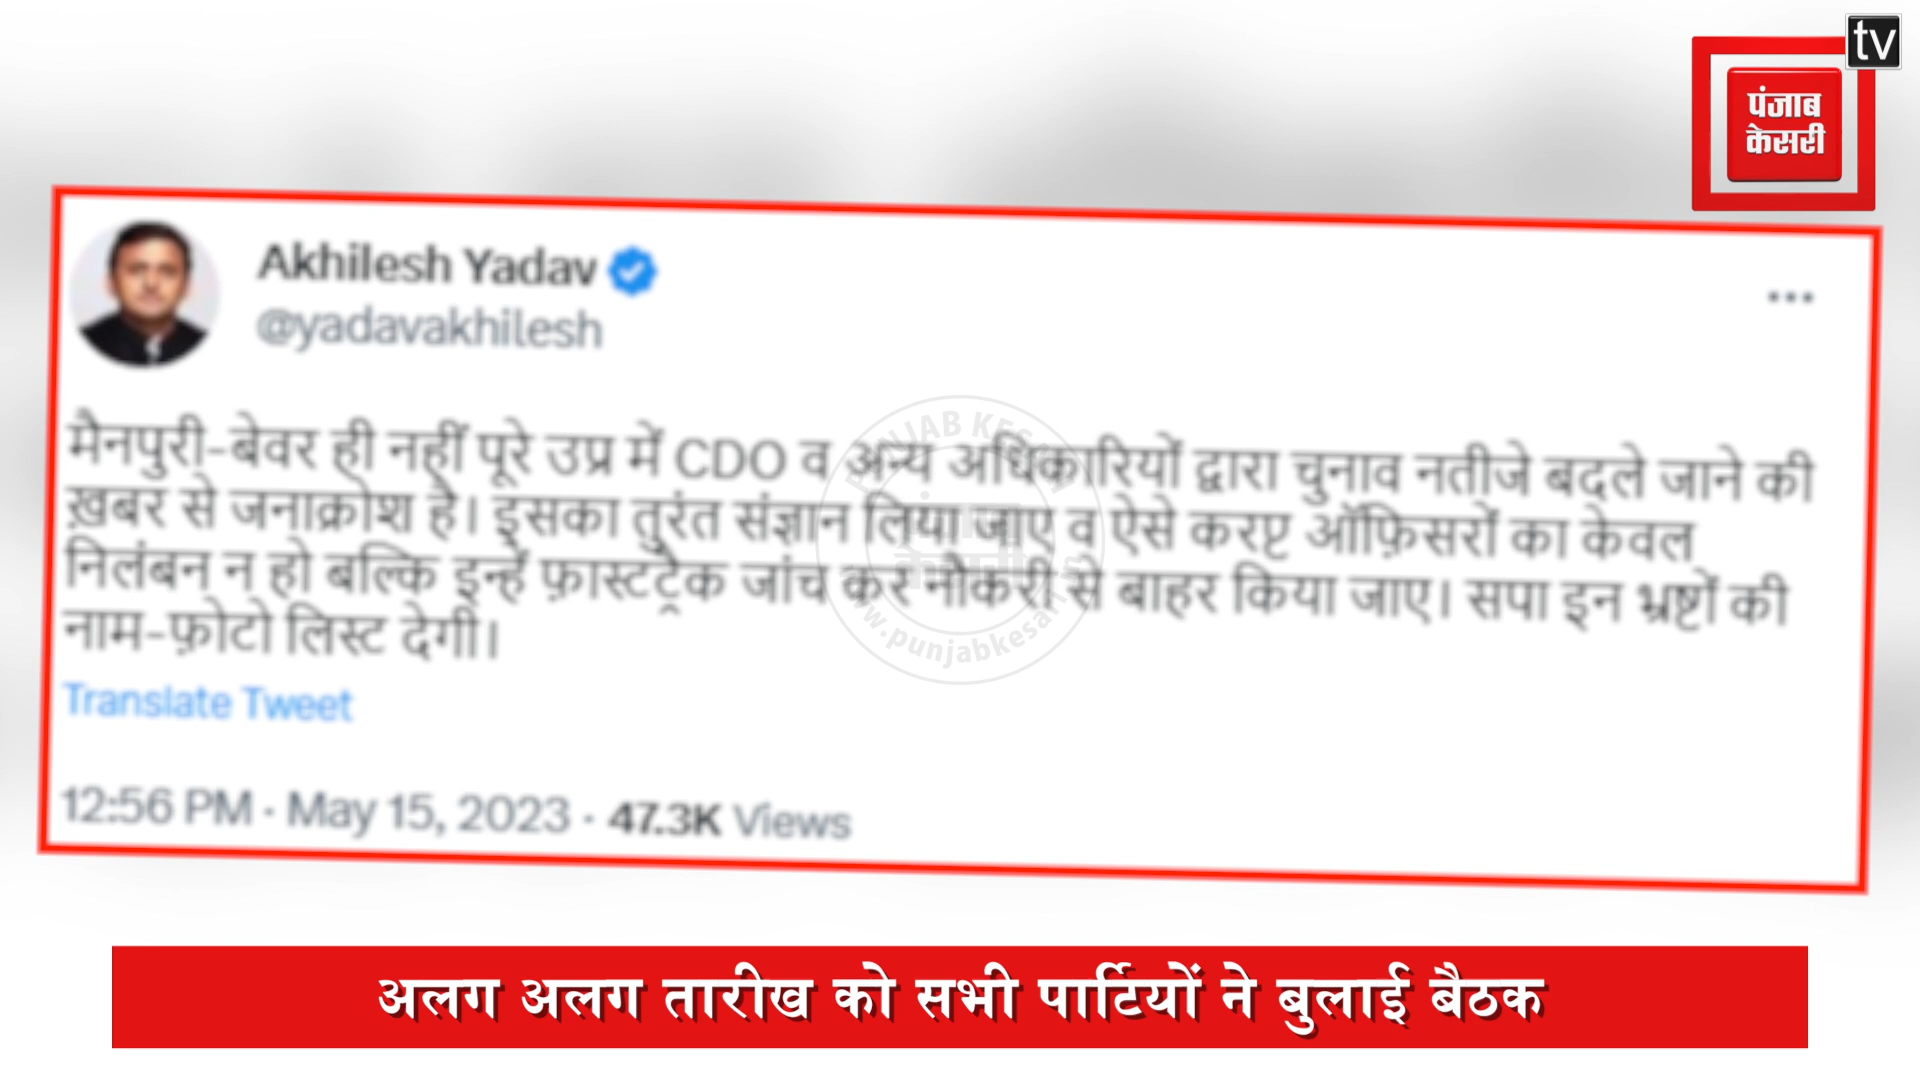 tv
पंजाब
केसरी
Akhilesh Yadav
@yadavakhilesh
मैनपुरी-बेवर ही नहीं पूरे उप्र में CDO व अन्य अधिकारियों द्वारा चुनाव नतीजे बदले जाने की
ख़बर से जनाक्रोश है। इसका तुरंत संज्ञान लिया जाए व ऐसे करप्ट ऑफ़िसरों का केवल
निलंबन न हो बल्कि इन्हें फ़ास्टट्रैक जांच कर नौकरी से बाहर किया जाए। सपा इन भ्रष्टों की
नाम-फ़ोटो लिस्ट देगी।
Translate Tweet
12:56 PM · May 15, 2023 · 47.3K Views
अलग अलग तारीख को सभी पार्टियों ने बुलाई बैठक